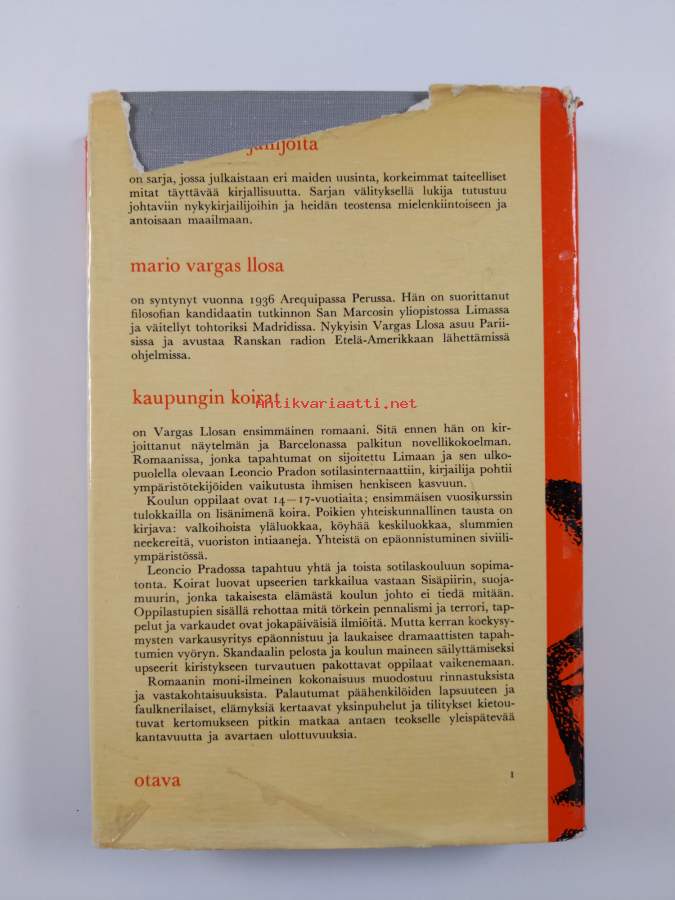 on sarja, jossa julkaistaan eri maiden uusinta, korkeimmat taiteelliset
mitat täyttävää kirjallisuutta. Sarjan välityksellä lukija tutustuu
johtaviin nykykirjailijoihin ja heidän teostensa mielenkiintoiseen ja
antoisaan maailmaan.
mario vargas llosa
on syntynyt vuonna 1936 Arequipassa Perussa. Hän on suorittanut
filosofian kandidaatin tutkinnon San Marcosin yliopistossa Limassa
ja väitellyt tohtoriksi Madridissa. Nykyisin Vargas Llosa asuu Parii-
sissa ja avustaa Ranskan radion Etelä-Amerikkaan lähettämissä
ohjelmissa.
kaupungin koirat
Antikvariaatti.net
on Vargas Llosan ensimmäinen romaani. Sitä ennen hän on kir-
joittanut näytelmän ja Barcelonassa palkitun novellikokoelman.
Romaanissa, jonka tapahtumat on sijoitettu Limaan ja sen ulko-
puolella olevaan Leoncio Pradon sotilasinternaattiin, kirjailija pohtii
ympäristötekijöiden vaikutusta ihmisen henkiseen kasvuun.
Koulun oppilaat ovat 14—17-vuotiaita; ensimmäisen vuosikurssin
tulokkailla on lisänimenä koira. Poikien yhteiskunnallinen tausta on
kirjava: valkoihoista yläluokkaa, köyhää keskiluokkaa, slummien
neekereitä, vuoriston intiaaneja. Yhteistä on epäonnistuminen siviili-
ympäristössä.
Leoncio Pradossa tapahtuu yhtä ja toista sotilaskouluun sopima-
tonta. Koirat luovat upseerien tarkkailua vastaan Sisäpiirin, suoja-
muurin, jonka takaisesta elämästä koulun johto ei tiedä mitään.
Oppilastupien sisällä rehottaa mitä törkein pennalismi ja terrori, tap-
pelut ja varkaudet ovat jokapäiväisiä ilmiöitä. Mutta kerran koekysy-
mysten varkausyritys epäonnistuu ja laukaisee dramaattisten tapah-
tumien vyöryn. Skandaalin pelosta ja koulun maineen säilyttämiseksi
upseerit kiristykseen turvautuen pakottavat oppilaat vaikenemaan.
Romaanin moni-ilmeinen kokonaisuus muodostuu rinnastuksista
ja vastakohtaisuuksista. Palautumat päähenkilöiden lapsuuteen ja
faulknerilaiset, elämyksiä kertaavat yksinpuhelut ja tilitykset kietou-
tuvat kertomukseen pitkin matkaa antaen teokselle yleispätevää
kantavuutta ja avartaen ulottuvuuksia.
otava
1